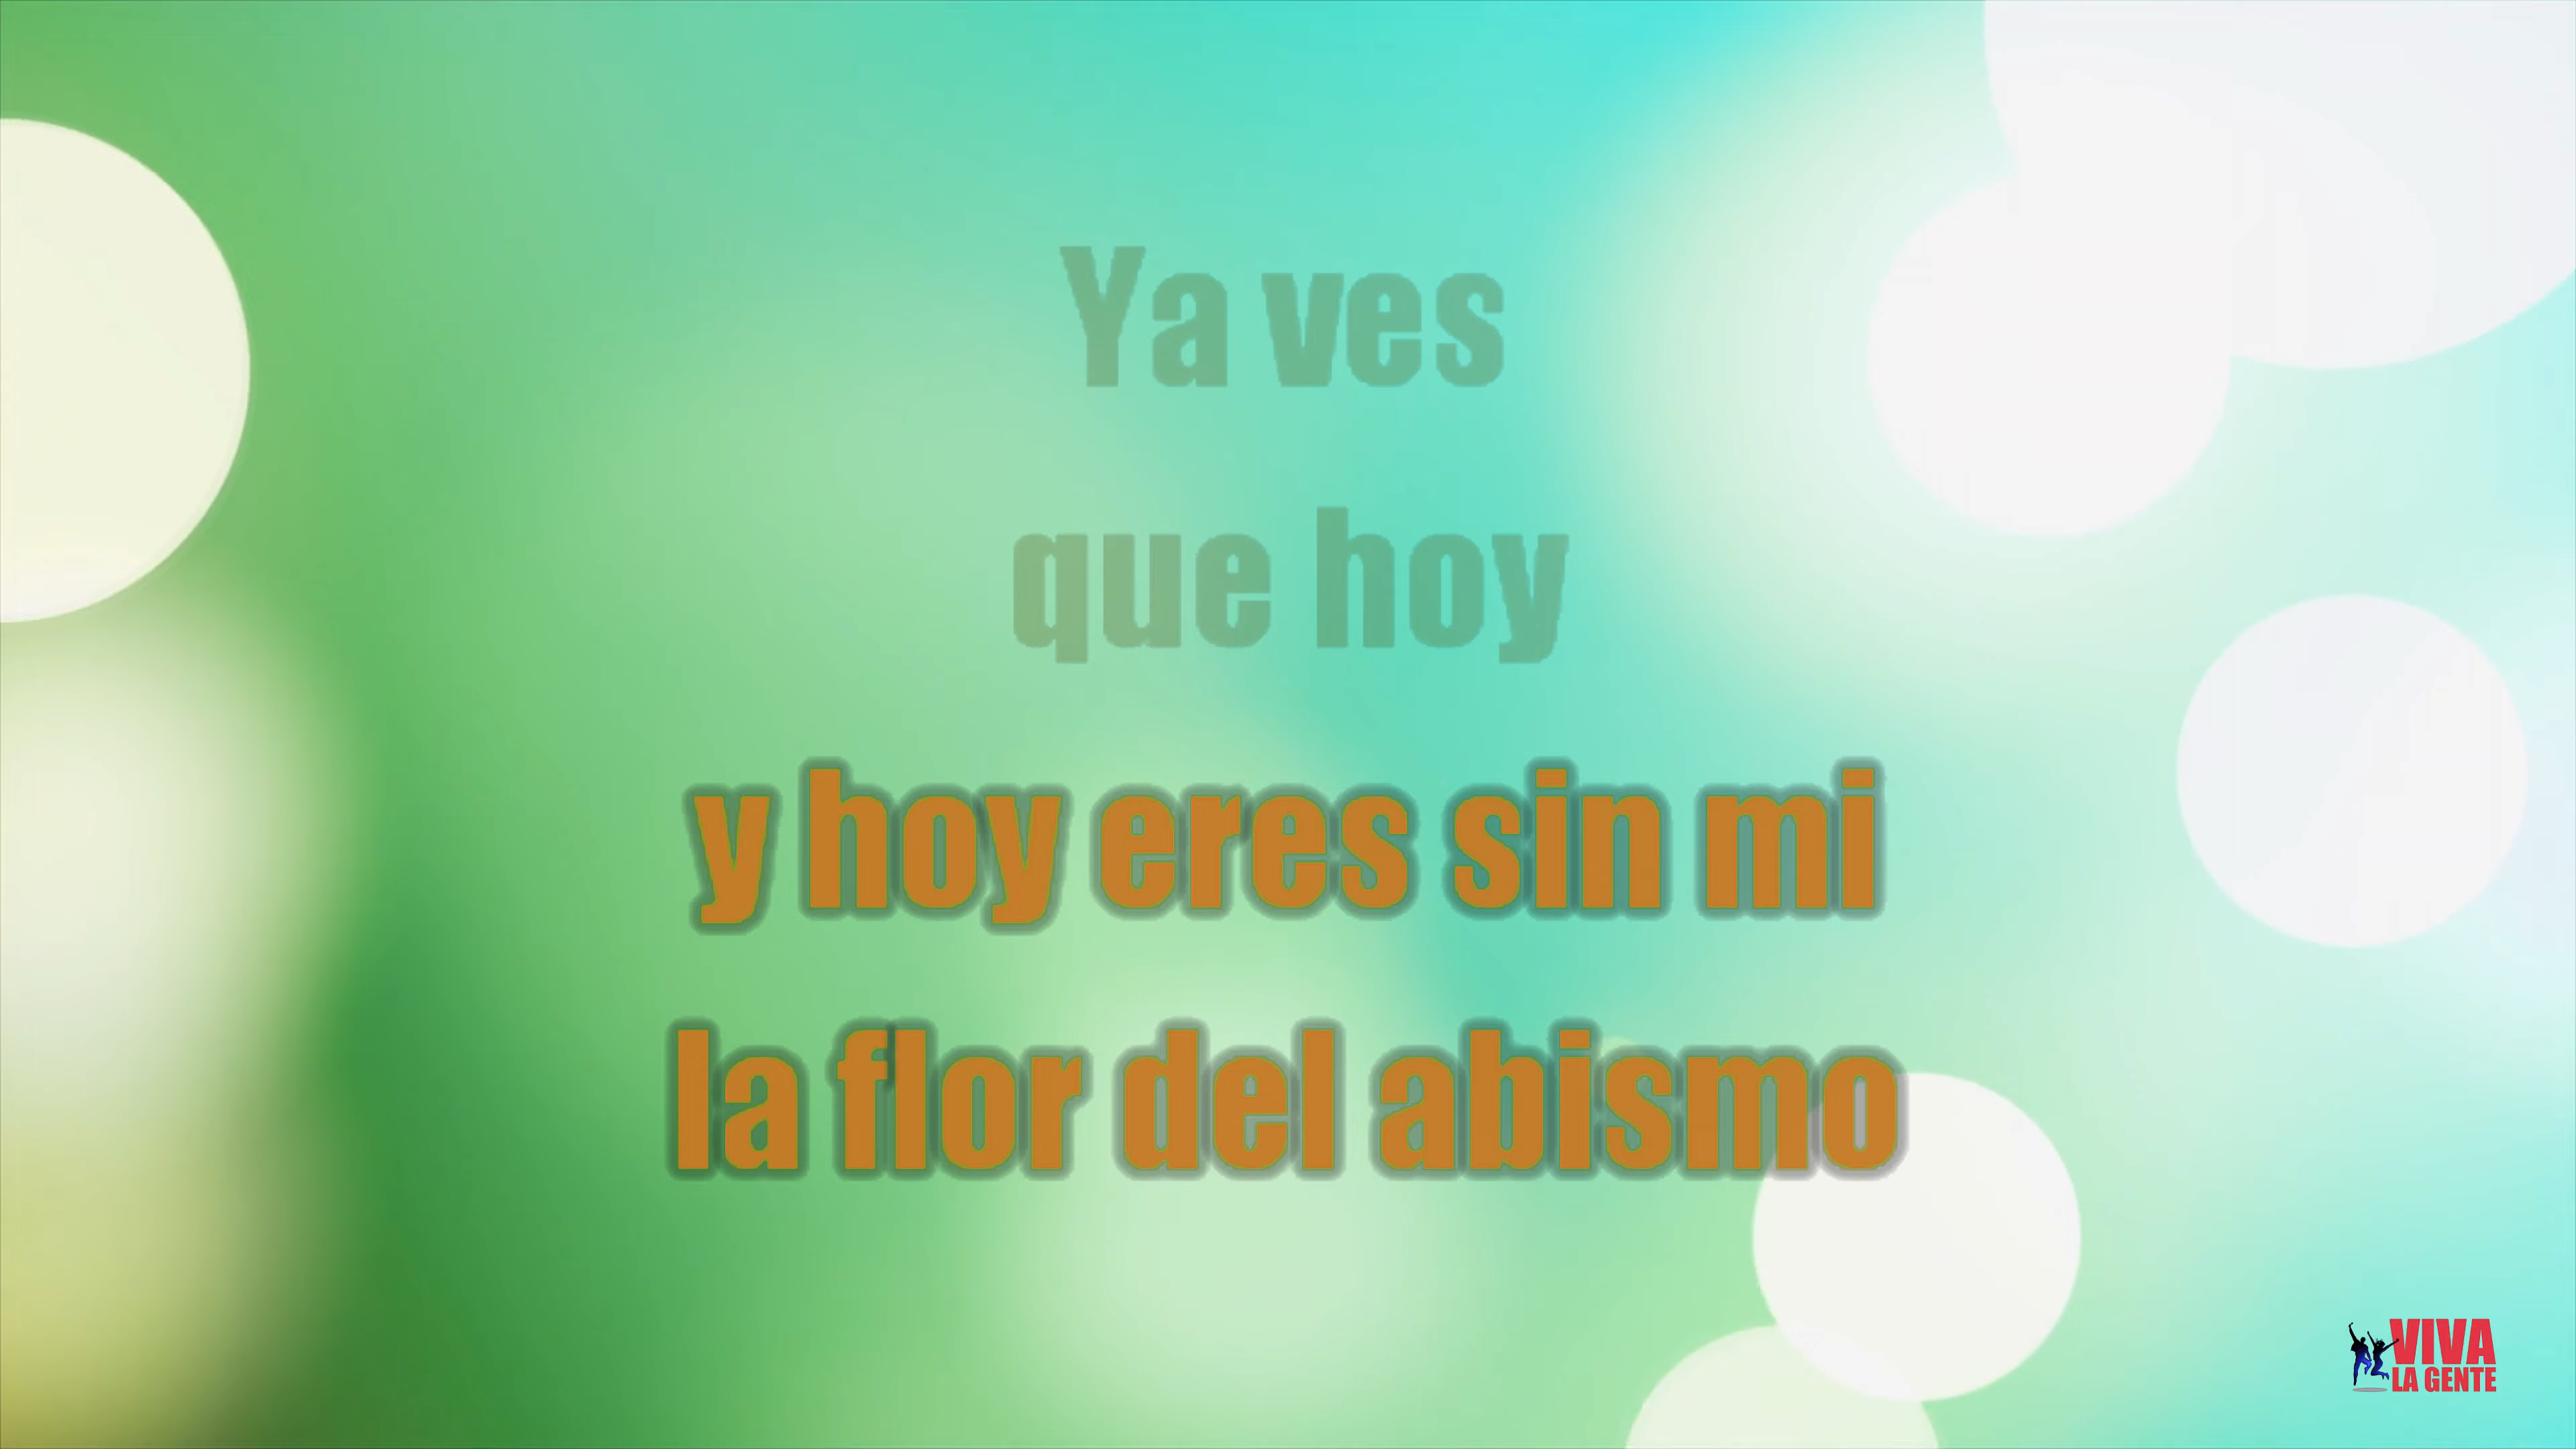 Ya ves
que hoy
y hoy eres sin mi
la flor del abismo
VIVA
LA GENTE